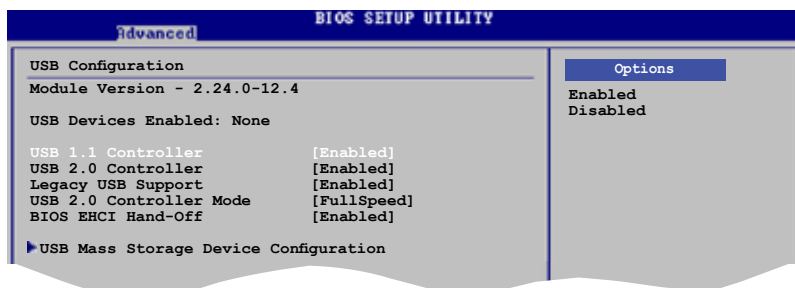 BIOS SETUP UTILITY
Advanced
USB Configuration
Module Version - 2.24.0-12.4
USB Devices Enabled: None
USB 1.1 Controller [Enabled]
USB 2.0 Controller [Enabled]
Legacy USB Support [Enabled]
USB 2.0 Controller Mode [FullSpeed]
BIOS EHCI Hand-Off [Enabled]
USB Mass Storage Device Configuration
Options
Enabled
Disabled